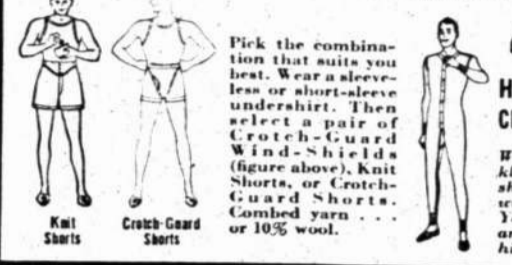 Pick the combina-
tion that suits you
best. Wear a sleeve-
less or short-sleeve
undershirt. Then
select a pair of
Crotch-Guard
Wind-Shields
(figure above), Knit
Shorts, or Crotch-
Guard Shorts.
Combed yarn . . .
or 10% wool.
Knit
Shorts
Crotch-Guard
Shorts